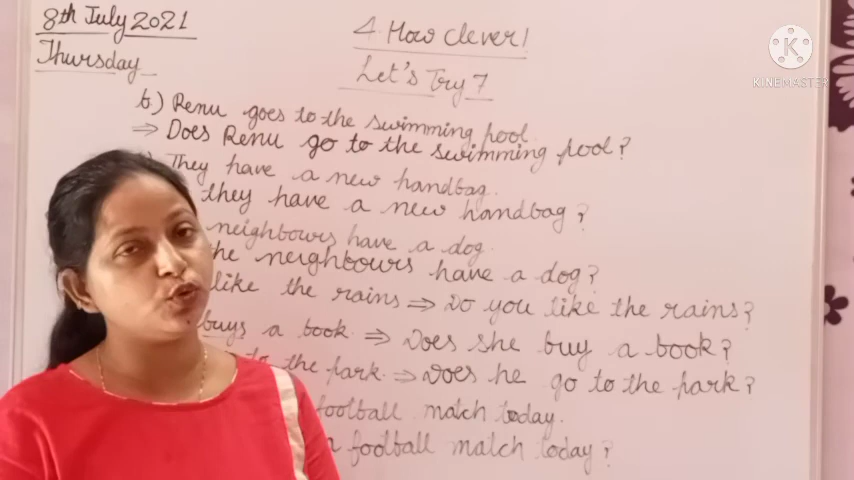 8th July 2021
Thursday
4. How clever!
Let's Try 7
b.) Renu goes to the swimming pool.
⇒ Does Renu go to the swimming pool?
They have a new handbag.
they have a new handbag?
neighbours have a dog.
the neighbours have a dog?
like the rains ⇒ Do you like the rains?
buys a book. ⇒ Does she buy a book?
to the park. ⇒ Does he go to the park?
football match today.
football match today?
K
KINEMASTER